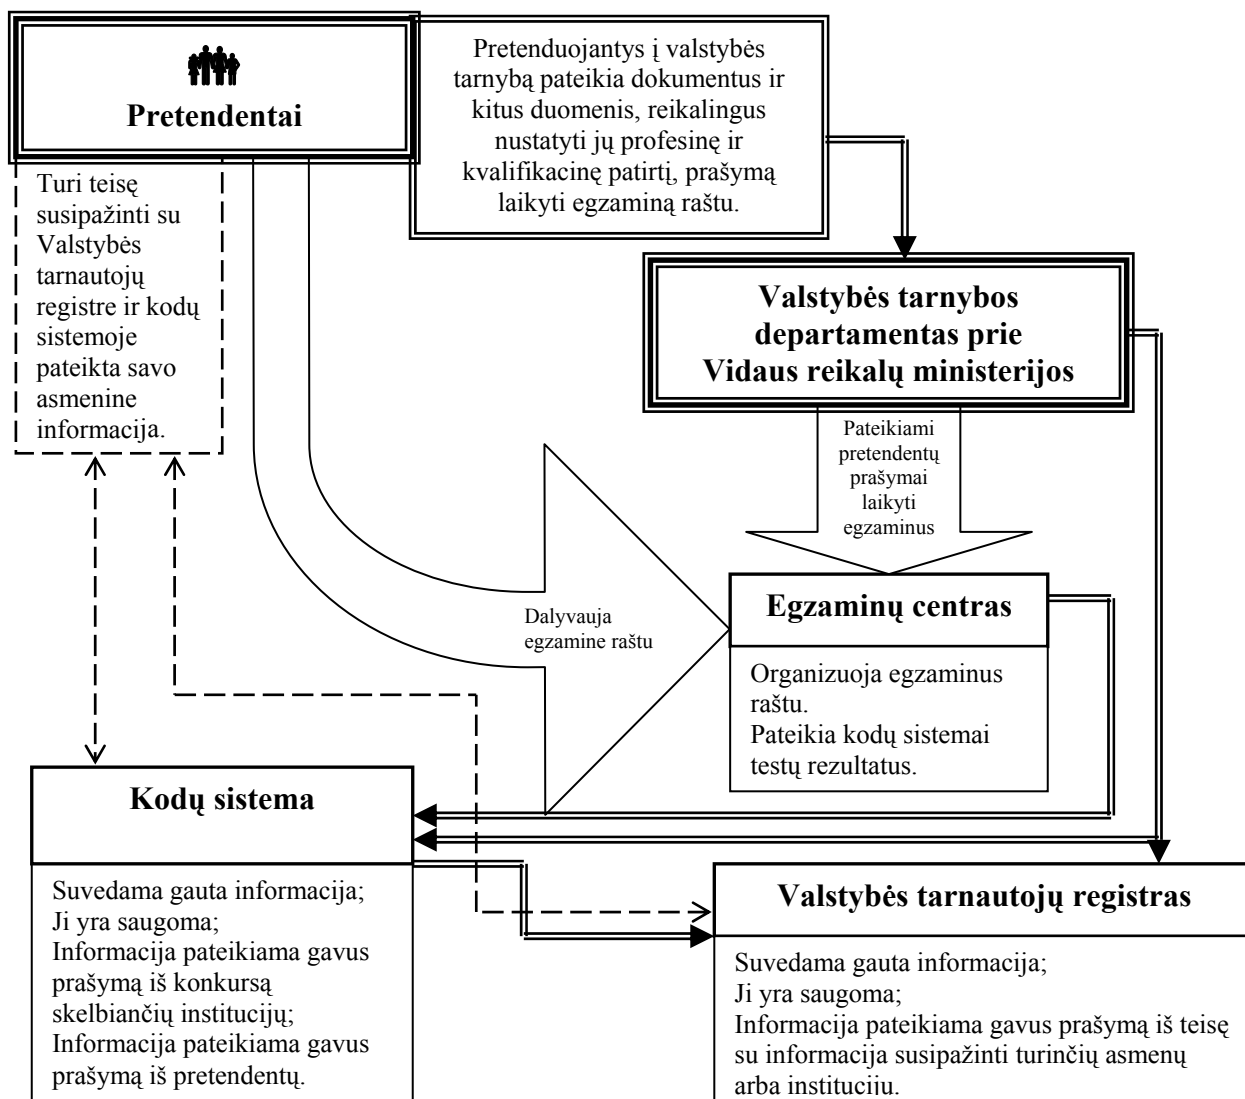 Pretendentai
Pretenduojantys į valstybės
tarnybą pateikia dokumentus ir
kitus duomenis, reikalingus
nustatyti jų profesinę ir
kvalifikacinę patirtį, prašymą
laikyti egzaminą raštu.
Turi teisę
susipažinti su
Valstybės
tarnautojų
registre ir kodų
sistemoje
pateikta savo
asmenine
informacija.
Valstybės tarnybos
departamentas prie
Vidaus reikalų ministerijos
Pateikiami
pretendentų
prašymai
laikyti
egzaminus
Dalyvauja
egzamine raštu
Egzaminų centras
Organizuoja egzaminus
raštu.
Pateikia kodų sistemai
testų rezultatus.
Kodų sistema
Suvedama gauta informacija;
Ji yra saugoma;
Informacija pateikiama gavus
prašymą iš konkursą
skelbiančių institucijų;
Informacija pateikiama gavus
prašymą iš pretendentų.
Valstybės tarnautojų registras
Suvedama gauta informacija;
Ji yra saugoma;
Informacija pateikiama gavus prašymą iš teisę
su informacija susipažinti turinčių asmenų
arba institucijų.